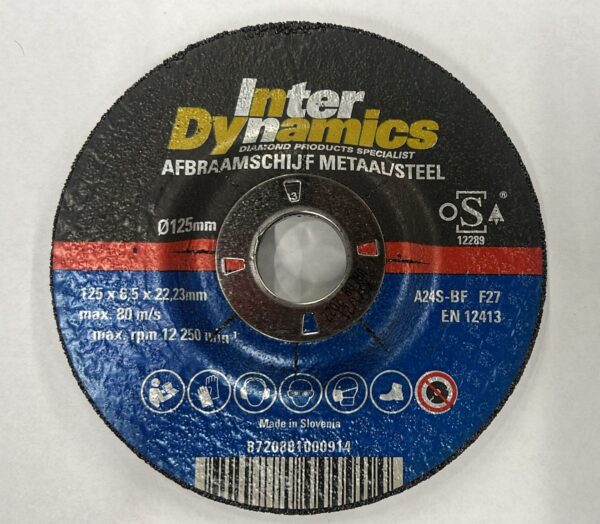 Inter
Dynamics
DIAMOND PRODUCTS SPECIALIST
AFBRAAMSCHIJF METAAL/STEEL
3
Ø125mm
oSA®
12289
125 x 6,5 x 22,23mm
max. 80 m/s
max. rpm 12 250 min⁻¹
A24S-BF F27
EN 12413
Made in Slovenia
8720881000914